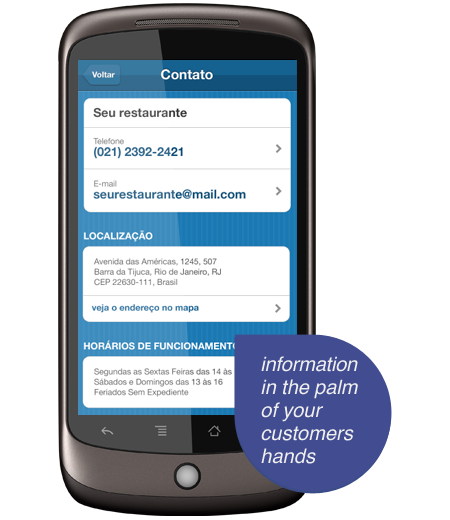 Voltar
Contato
Seu restaurante
Telefone
(021) 2392-2421
E-mail
seurestaurante@mail.com
LOCALIZAÇÃO
Avenida das Américas, 1245, 507
Barra da Tijuca, Rio de Janeiro, RJ
CEP 22630-111, Brasil
veja o endereço no mapa
HORÁRIOS DE FUNCIONAMENTO
Segundas as Sextas Feiras das 14 às
Sábados e Domingos das 13 às 16
Feriados Sem Expediente
information
in the palm
of your
customers
hands